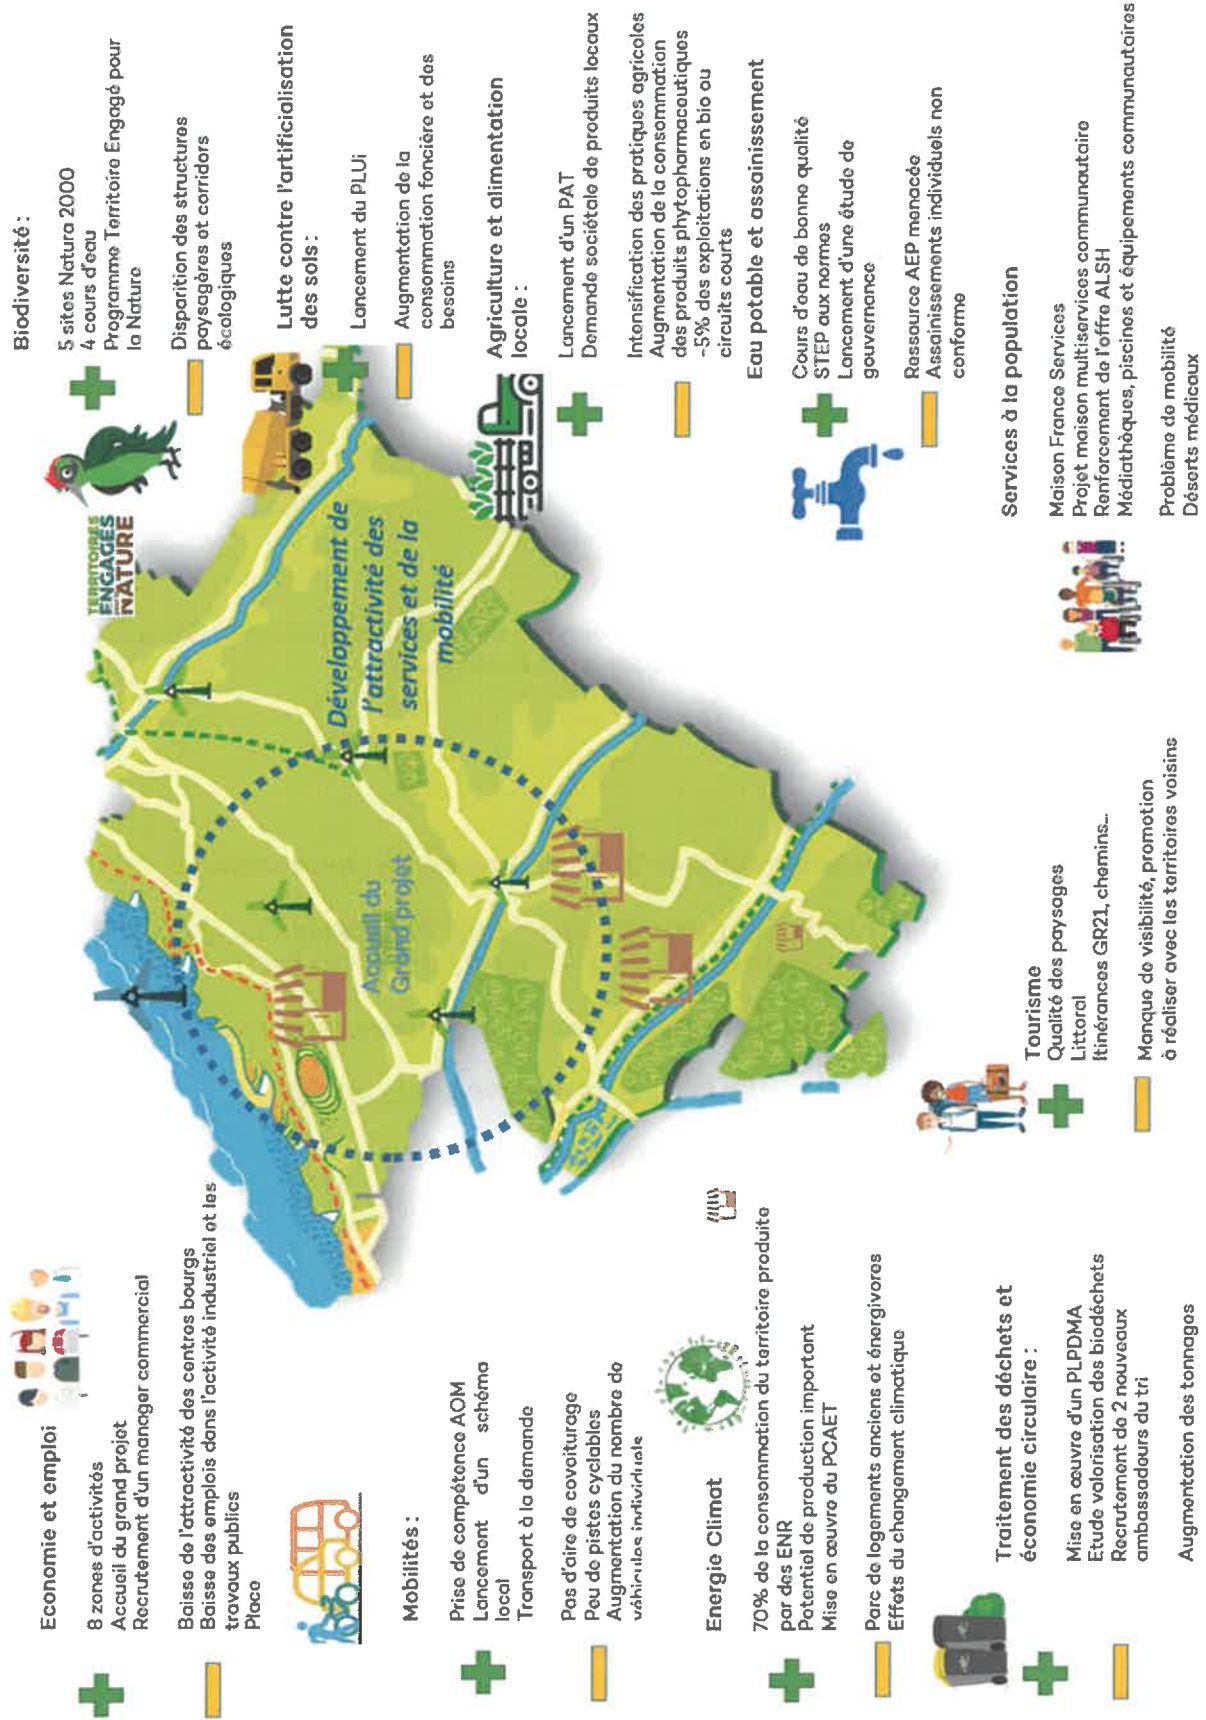 Economie et emploi
8 zones d'activités
Accueil du grand projet
Recrutement d'un manager commercial
Baisse de l'attractivité des centres bourgs
Baisse des emplois dans l'activité industriel et les
travaux publics
Place
Mobilités :
Prise de compétence AOM
Lancement d'un schéma
local
Transport à la demande
Pas d'aire de covoiturage
Peu de pistes cyclables
Augmentation du nombre de
véhicules individuels
Energie Climat
70% de la consommation du territoire produite
par des ENR
Potentiel de production important
Mise en œuvre du PCAET
Parc de logements anciens et énergivores
Effets du changement climatique
Traitement des déchets et
économie circulaire :
Mise en œuvre d'un PLPDMA
Etude valorisation des biodéchets
Recrutement de 2 nouveaux
ambassadeurs du tri
Augmentation des tonnages
Accueil du
Grand projet
Développement de
l'attractivité des
services et de la
mobilité
Tourisme
Qualité des paysages
Littoral
Itinérances GR21, chemins...
Manque de visibilité, promotion
à réaliser avec les territoires voisins
TERRITOIRES
ENGAGES
pour la
NATURE
Biodiversité :
5 sites Natura 2000
4 cours d'eau
Programme Territoire Engagé pour
la Nature
Disparition des structures
paysagères et corridors
écologiques
Lutte contre l'artificialisation
des sols :
Lancement du PLUi
Augmentation de la
consommation foncière et des
besoins
Agriculture et alimentation
locale :
Lancement d'un PAT
Demande sociétale de produits locaux
Intensification des pratiques agricoles
Augmentation de la consommation
des produits phytopharmaceutiques
-5% des exploitations en bio ou
circuits courts
Eau potable et assainissement
Cours d'eau de bonne qualité
STEP aux normes
Lancement d'une étude de
gouvernance
Ressource AEP menacée
Assainissements individuels non
conforme
Services à la population
Maison France Services
Projet maison multiservices communautaire
Renforcement de l'offre ALSH
Médiathèques, piscines et équipements communautaires
Problème de mobilité
Déserts médicaux